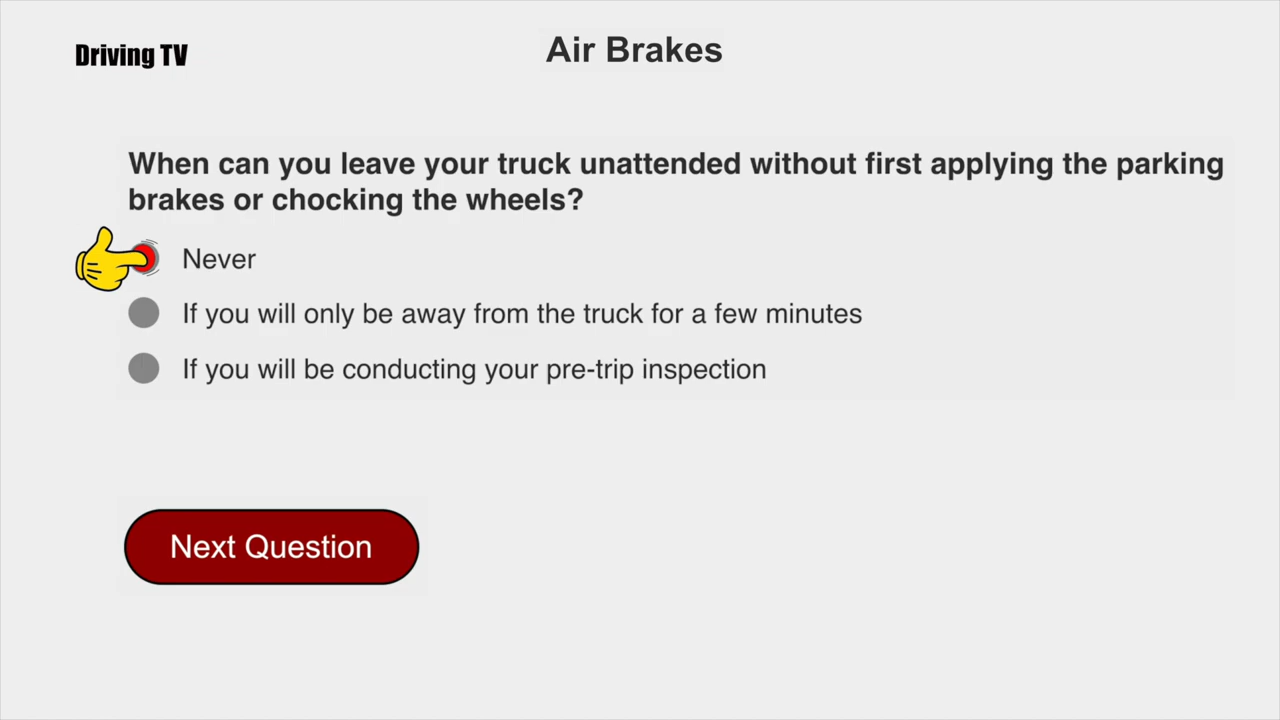 Driving TV
Air Brakes
When can you leave your truck unattended without first applying the parking
brakes or chocking the wheels?
Never
If you will only be away from the truck for a few minutes
If you will be conducting your pre-trip inspection
Next Question